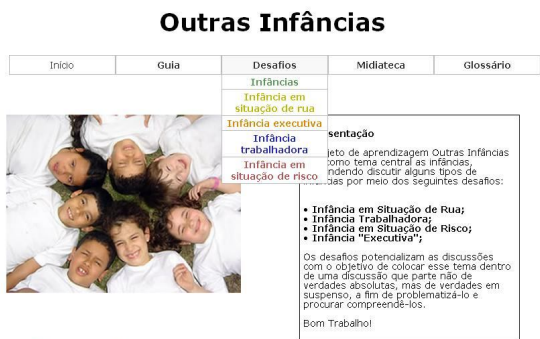 Outras Infâncias
Início Guia Desafios Midiateca Glossário
Infâncias
Infância em
situação de rua
Infância executiva
Infância
trabalhadora
Infância em
situação de risco
sentação
jeto de aprendizagem Outras Infâncias
como tema central as infâncias,
ndendo discutir alguns tipos de
infâncias por meio dos seguintes desafios:
• Infância em Situação de Rua;
• Infância Trabalhadora;
• Infância em Situação de Risco;
• Infância "Executiva";
Os desafios potencializam as discussões
com o objetivo de colocar esse tema dentro
de uma discussão que parte não de
verdades absolutas, mas de verdades em
suspenso, a fim de problematizá-lo e
procurar compreendê-los.
Bom Trabalho!